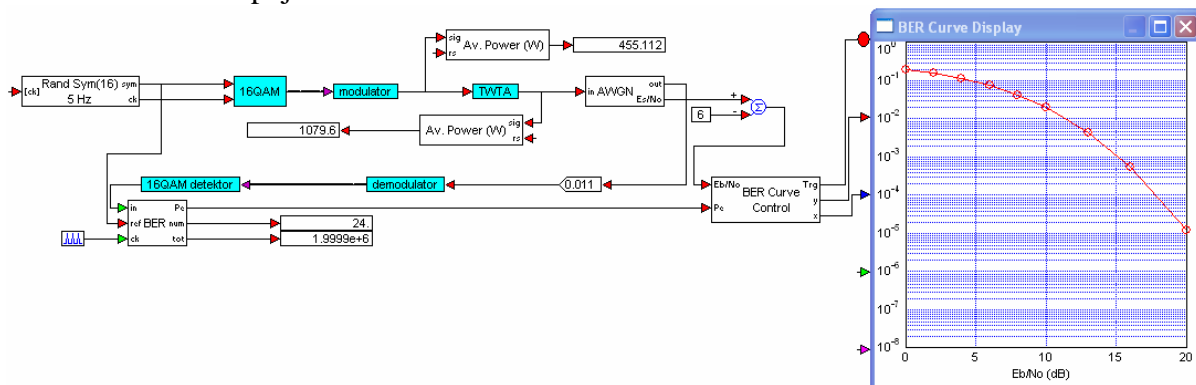 sig
rs
Av. Power (W)
455.112
[ck]
Rand Sym(16)
5 Hz
sym
ck
16QAM
modulator
TWTA
in AWGN
out
Es/No
1079.6
Av. Power (W)
sig
rs
6
+
-
Σ
16QAM detektor
demodulator
0.011
in
ref BER
ck
Pe
num
tot
24.
1.9999e+6
Eb/No
Pe
BER Curve
Control
Trg
y
x
BER Curve Display
10^0
10^-1
10^-2
10^-3
10^-4
10^-5
10^-6
10^-7
10^-8
0 5 10 15 20
Eb/No (dB)